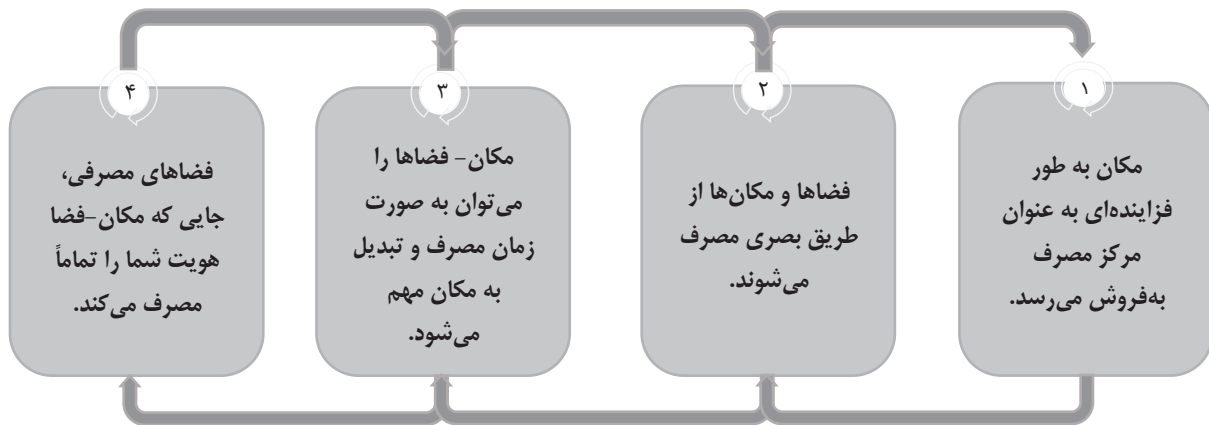 ۱
مکان به طور
فزاینده‌ای به عنوان
مرکز مصرف
به‌فروش می‌رسد.
۲
فضاها و مکان‌ها از
طریق بصری مصرف
می‌شوند.
۳
مکان- فضاها را
می‌توان به صورت
زمان مصرف و تبدیل
به مکان مهم
می‌شود.
۴
فضاهای مصرفی،
جایی که مکان-فضا
هویت شما را تماماً
مصرف می‌کند.